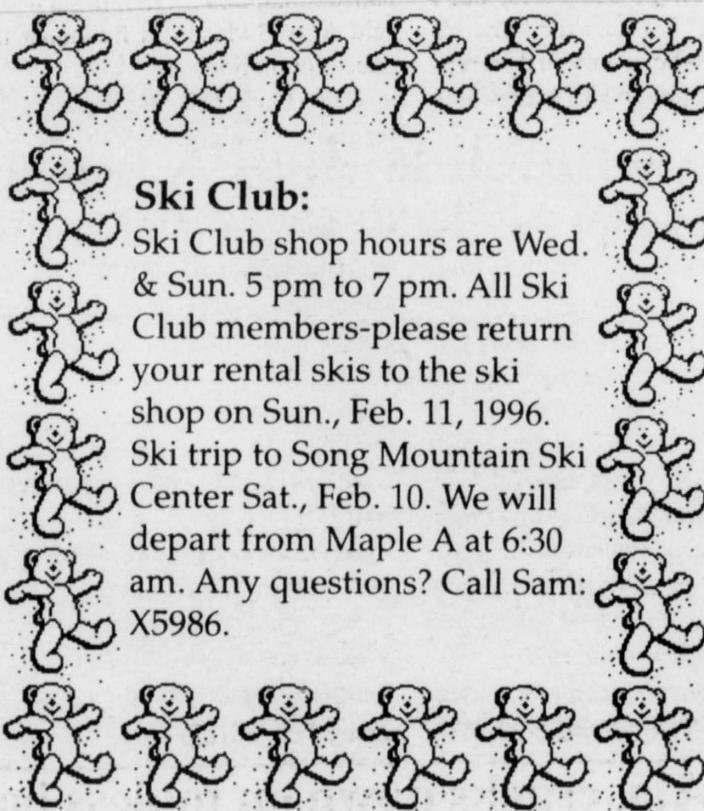 Ski Club:
Ski Club shop hours are Wed.
& Sun. 5 pm to 7 pm. All Ski
Club members-please return
your rental skis to the ski
shop on Sun., Feb. 11, 1996.
Ski trip to Song Mountain Ski
Center Sat., Feb. 10. We will
depart from Maple A at 6:30
am. Any questions? Call Sam:
X5986.